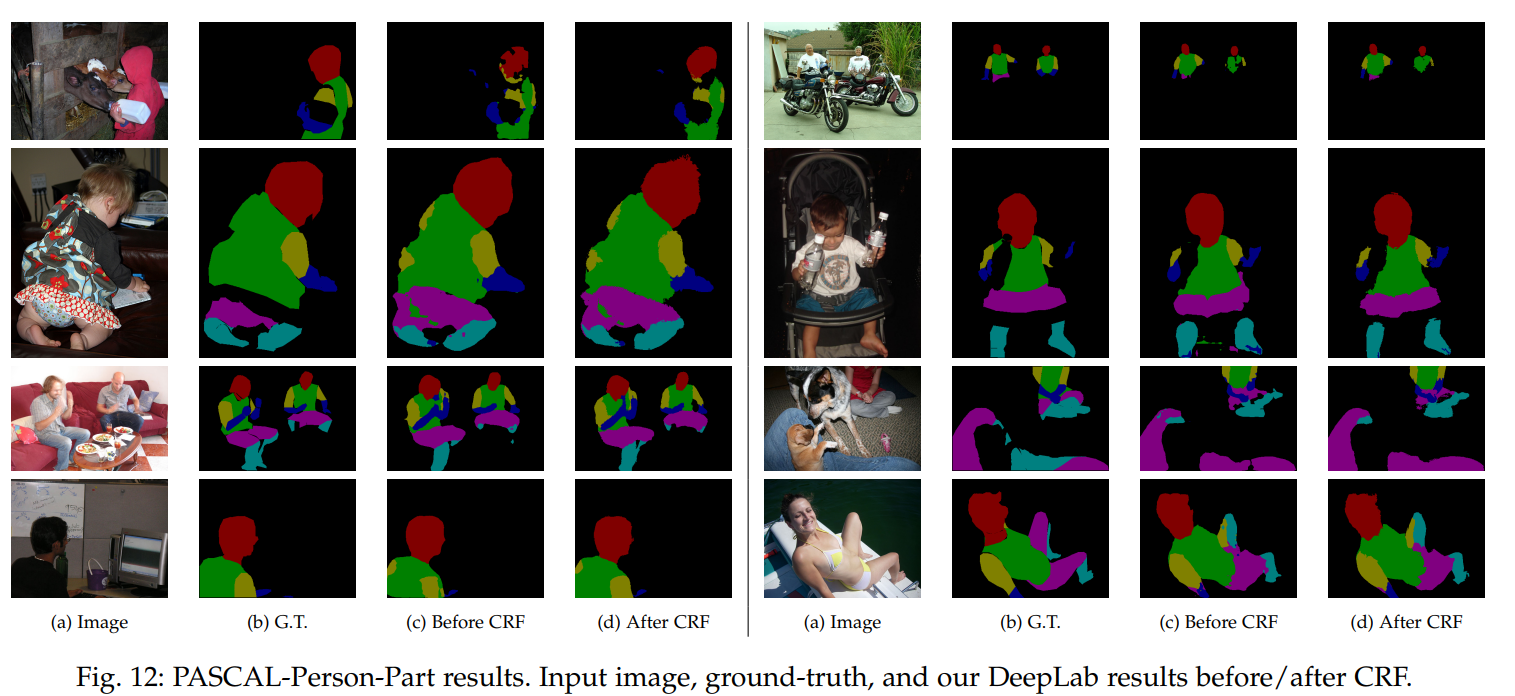 (a) Image (b) G.T. (c) Before CRF (d) After CRF (a) Image (b) G.T. (c) Before CRF (d) After CRF
Fig. 12: PASCAL-Person-Part results. Input image, ground-truth, and our DeepLab results before/after CRF.